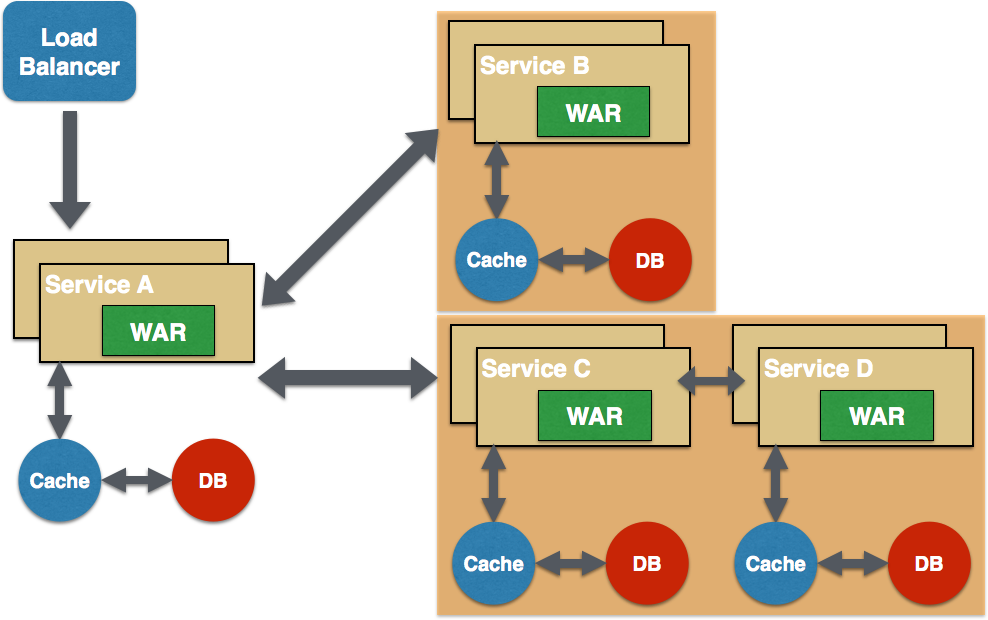 Load
Balancer
Service A
WAR
Cache
DB
Service B
WAR
Cache
DB
Service C
WAR
Cache
DB
Service D
WAR
Cache
DB